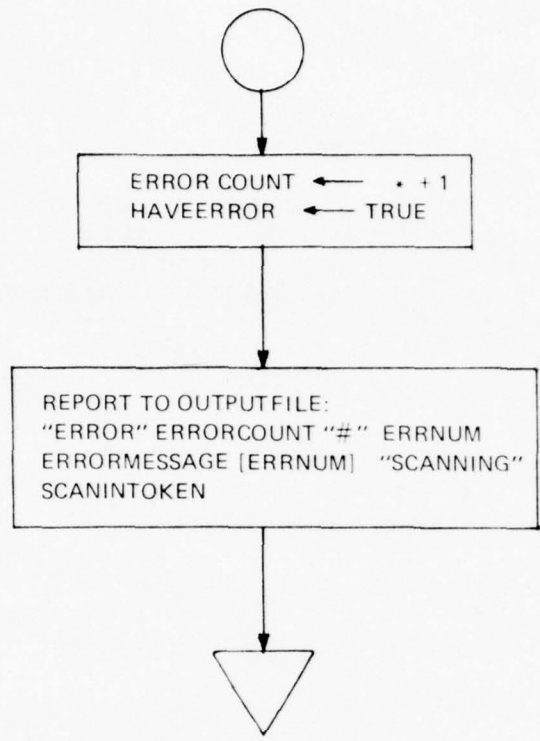 ERROR COUNT ← * + 1
HAVEERROR ← TRUE
REPORT TO OUTPUTFILE:
“ERROR” ERRORCOUNT “#” ERRNUM
ERRORMESSAGE [ERRNUM] “SCANNING”
SCANINTOKEN